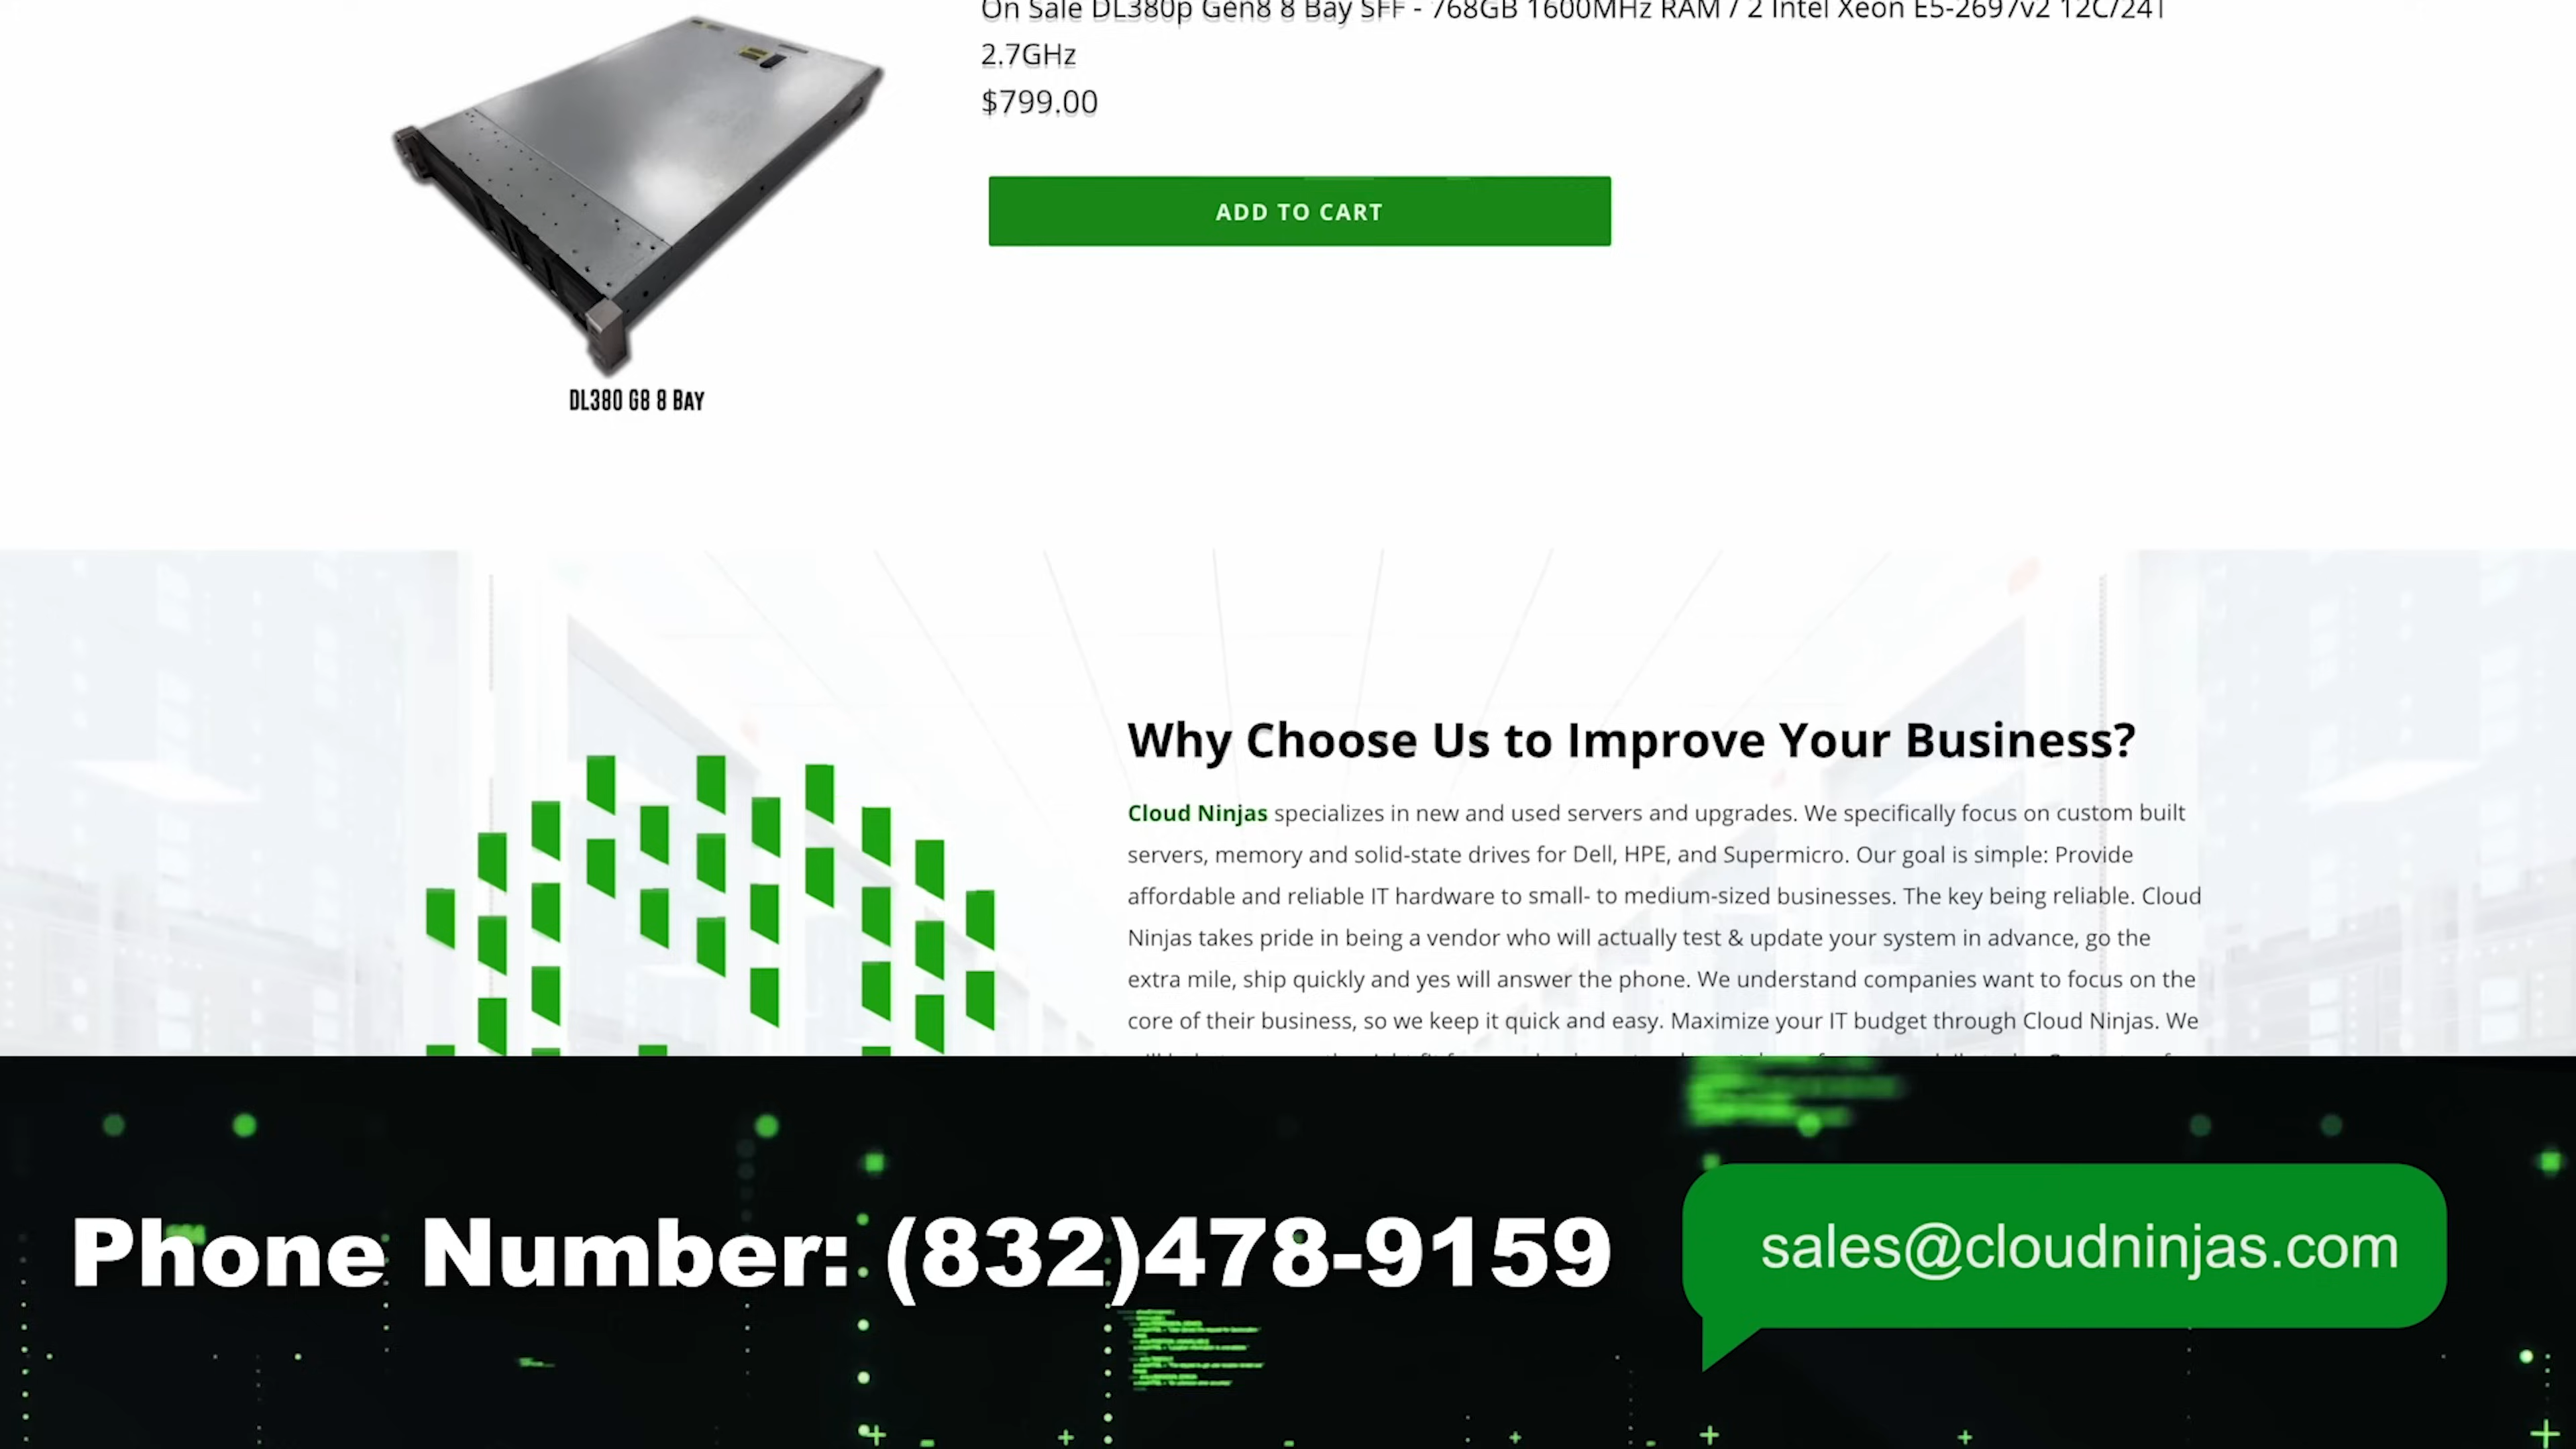 On Sale DL380p Gen8 8 Bay SFF - 768GB 1600MHz RAM / 2 Intel Xeon E5-2697v2 12C/24T
2.7GHz
$799.00
ADD TO CART
DL380 G8 8 BAY
Why Choose Us to Improve Your Business?
Cloud Ninjas specializes in new and used servers and upgrades. We specifically focus on custom built
servers, memory and solid-state drives for Dell, HPE, and Supermicro. Our goal is simple: Provide
affordable and reliable IT hardware to small- to medium-sized businesses. The key being reliable. Cloud
Ninjas takes pride in being a vendor who will actually test & update your system in advance, go the
extra mile, ship quickly and yes will answer the phone. We understand companies want to focus on the
core of their business, so we keep it quick and easy. Maximize your IT budget through Cloud Ninjas. We
Phone Number: (832)478-9159
sales@cloudninjas.com